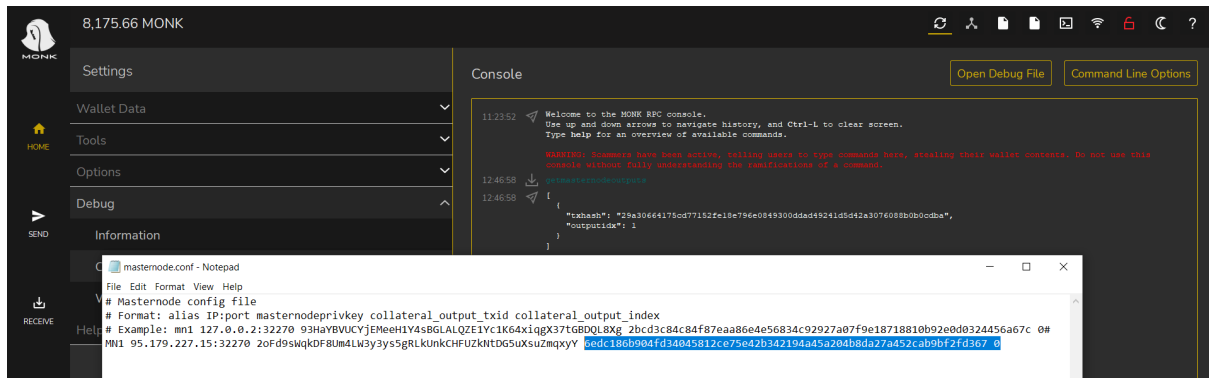 8,175.66 MONK
MONK
Settings
Console
Open Debug File
Command Line Options
Wallet Data
HOME
Tools
Options
Debug
SEND
Information
RECEIVE
11:23:52
Welcome to the MONK RPC console.
Use up and down arrows to navigate history, and Ctrl-L to clear screen.
Type help for an overview of available commands.
WARNING: Scammers have been active, telling users to type commands here, stealing their wallet contents. Do not use this
console without fully understanding the ramifications of a command.
12:46:58
getmasternodeoutputs
12:46:58
[
{
"txhash": "29a30664175cd77152fe18e796e0849300ddad49241d5d42a3076088b0b0cdba",
"outputidx": 1
}
]
masternode.conf - Notepad
File Edit Format View Help
# Masternode config file
# Format: alias IP:port masternodeprivkey collateral_output_txid collateral_output_index
# Example: mn1 127.0.0.2:32270 93HaYBVUCYjEMeeH1Y4sBGLALQZE1Yc1K64xiqgX37tGBDQL8Xg 2bcd3c84c84f87eaa86e4e56834c92927a07f9e18718810b92e0d0324456a67c 0#
MN1 95.179.227.15:32270 2oFd9sWqkDF8Um4LW3y3ys5gRLkUnkCHFUZkNtDG5uXsuZmqxyY 6edc186b904fd34045812ce75e42b342194a45a204b8da27a452cab9bf2fd367 0